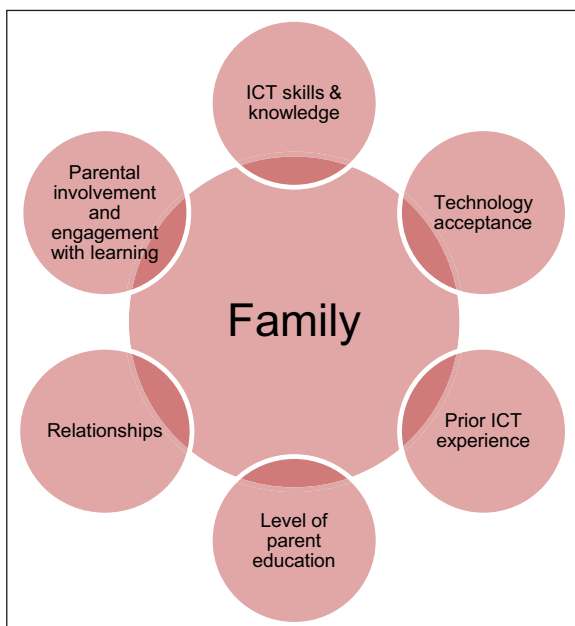 ICT skills &
knowledge
Parental
involvement
and
engagement
with learning
Technology
acceptance
Family
Relationships
Prior ICT
experience
Level of
parent
education